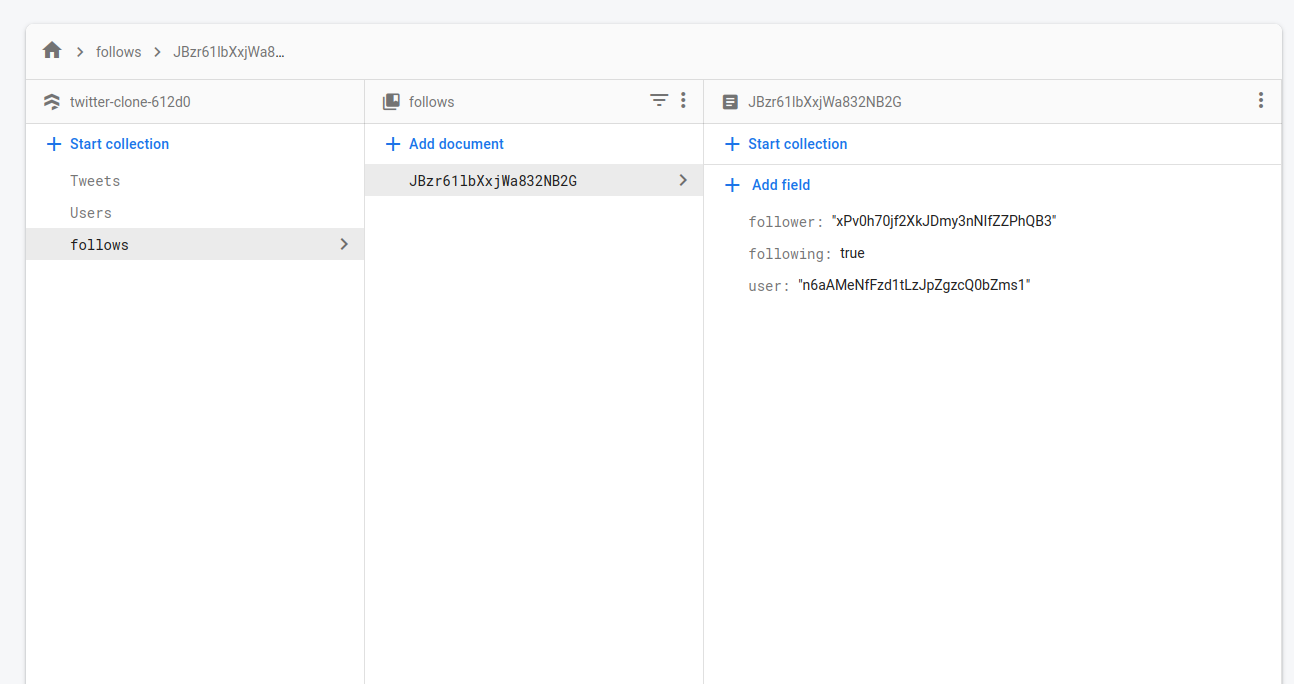 follows JBzr61lbXxjWa8...
twitter-clone-612d0
Start collection
Tweets
Users
follows
follows
Add document
JBzr61lbXxjWa832NB2G
JBzr61lbXxjWa832NB2G
Start collection
Add field
follower: "xPv0h70jf2XkJDmy3nNIfZZPhQB3"
following: true
user: "n6aAMeNfFzd1tLzJpZgzcQ0bZms1"